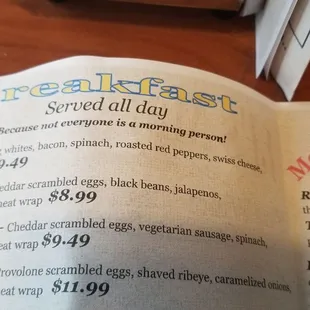 reakfast
Served all day
Because not everyone is a morning person!
whites, bacon, spinach, roasted red peppers, swiss cheese,
9.49
eddar scrambled eggs, black beans, jalapenos,
eat wrap $8.99
- Cheddar scrambled eggs, vegetarian sausage, spinach,
eat wrap $9.49
Provolone scrambled eggs, shaved ribeye, caramelized onions,
eat wrap $11.99